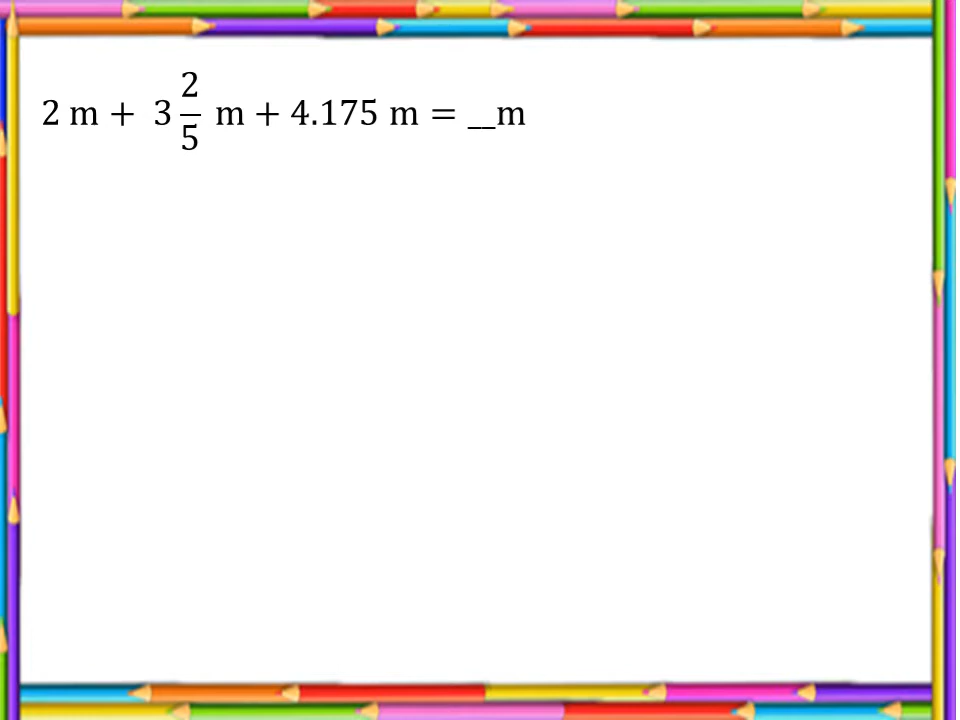 2 m + 3 2/5 m + 4.175 m = __m